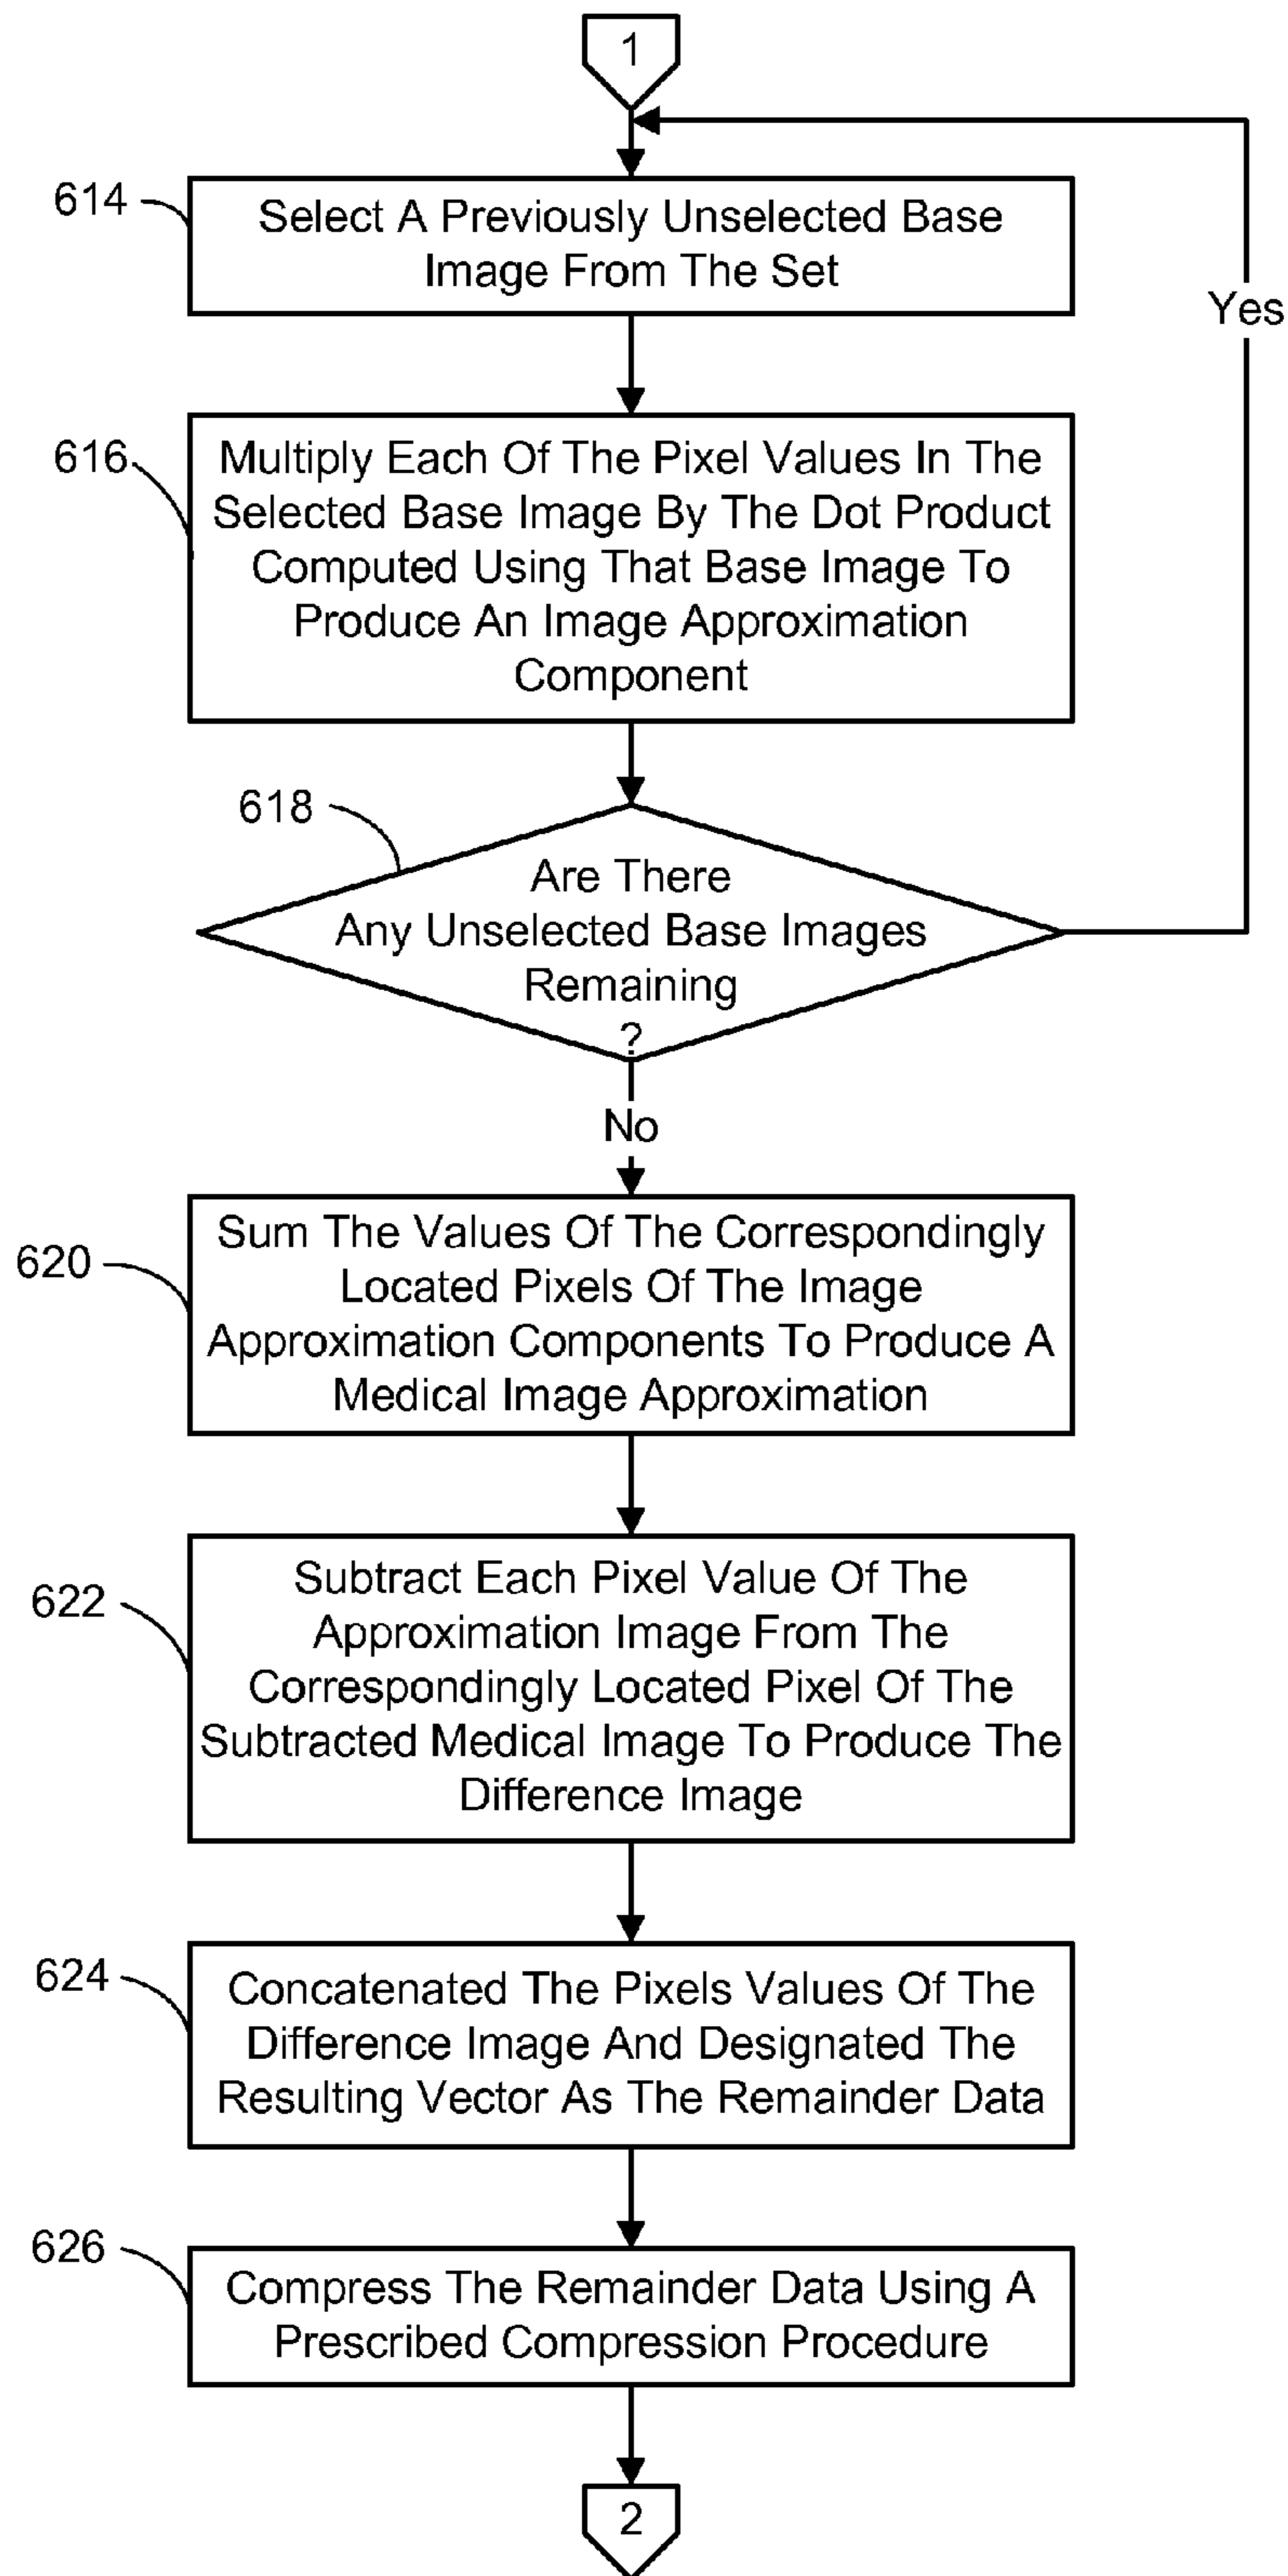 1
614
Select A Previously Unselected Base
Image From The Set
Yes
616
Multiply Each Of The Pixel Values In The
Selected Base Image By The Dot Product
Computed Using That Base Image To
Produce An Image Approximation
Component
618
Are There
Any Unselected Base Images
Remaining
?
No
620
Sum The Values Of The Correspondingly
Located Pixels Of The Image
Approximation Components To Produce A
Medical Image Approximation
622
Subtract Each Pixel Value Of The
Approximation Image From The
Correspondingly Located Pixel Of The
Subtracted Medical Image To Produce The
Difference Image
624
Concatenated The Pixels Values Of The
Difference Image And Designated The
Resulting Vector As The Remainder Data
626
Compress The Remainder Data Using A
Prescribed Compression Procedure
2